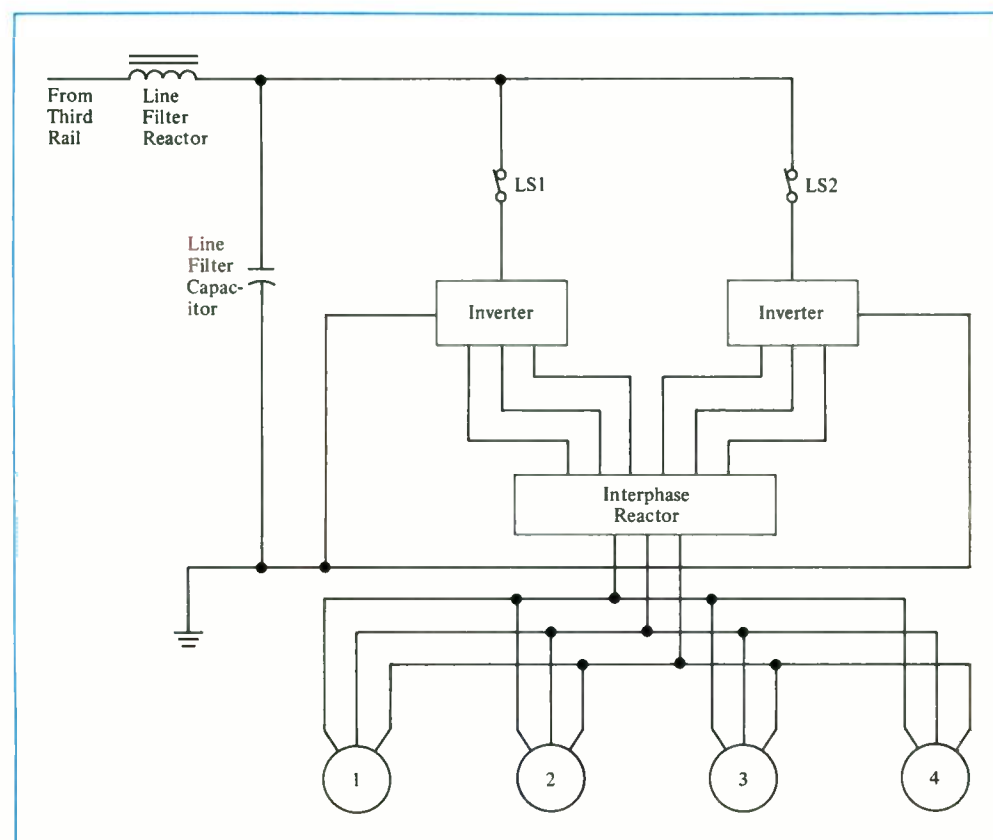 From
Third
Rail
Line
Filter
Reactor
LS1
LS2
Line
Filter
Capac-
itor
Inverter
Inverter
Interphase
Reactor
1
2
3
4